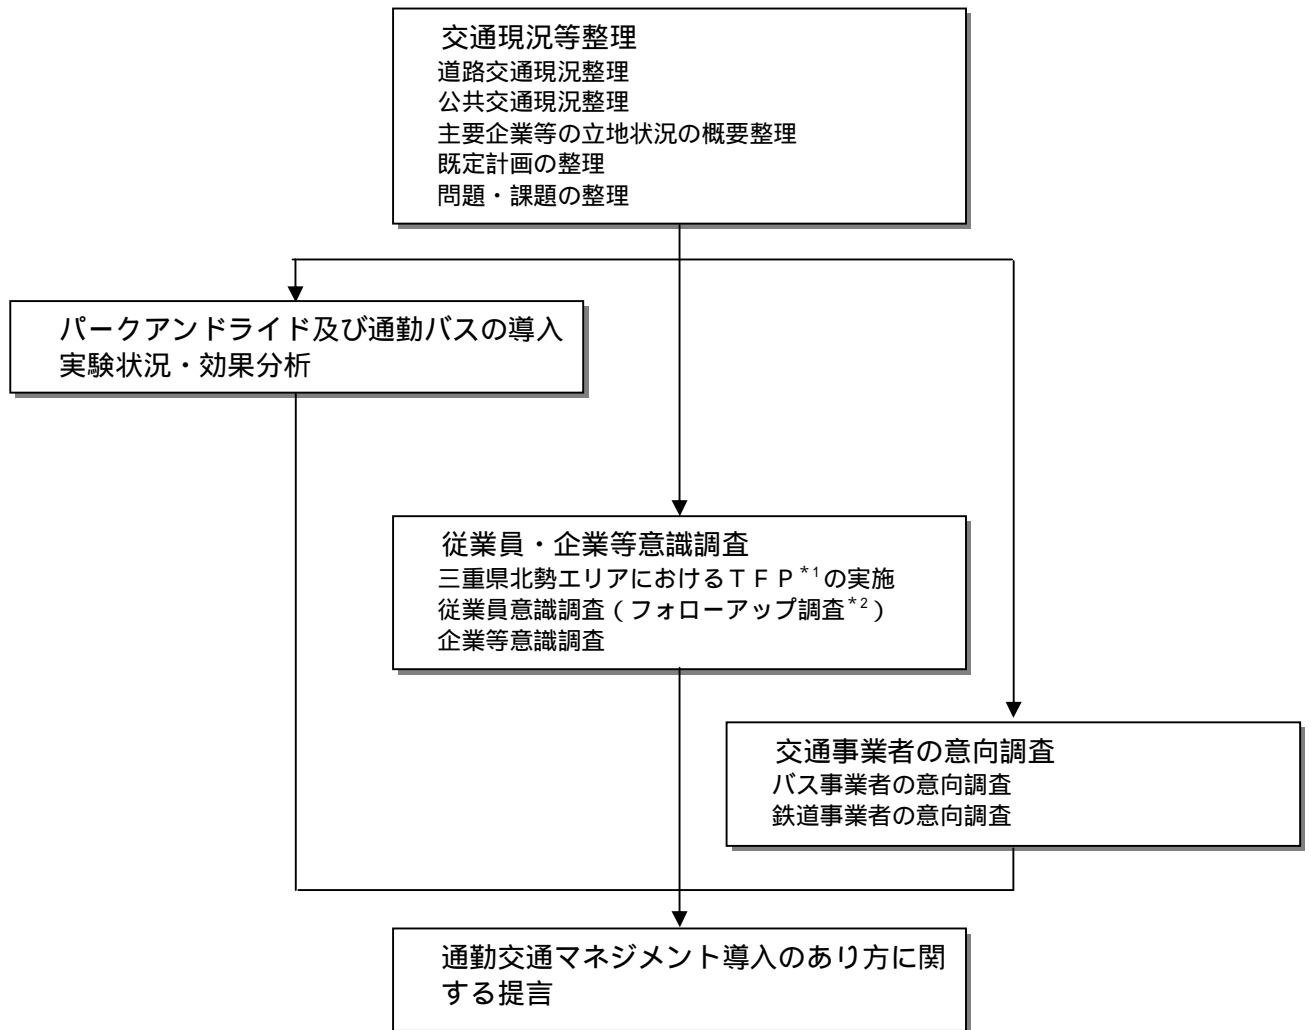 交通現況等整理
道路交通現況整理
公共交通現況整理
主要企業等の立地状況の概要整理
既定計画の整理
問題・課題の整理
パークアンドライド及び通勤バスの導入
実験状況・効果分析
従業員・企業等意識調査
三重県北勢エリアにおけるＴＦＰ*1の実施
従業員意識調査（フォローアップ調査*2）
企業等意識調査
交通事業者の意向調査
バス事業者の意向調査
鉄道事業者の意向調査
通勤交通マネジメント導入のあり方に関
する提言